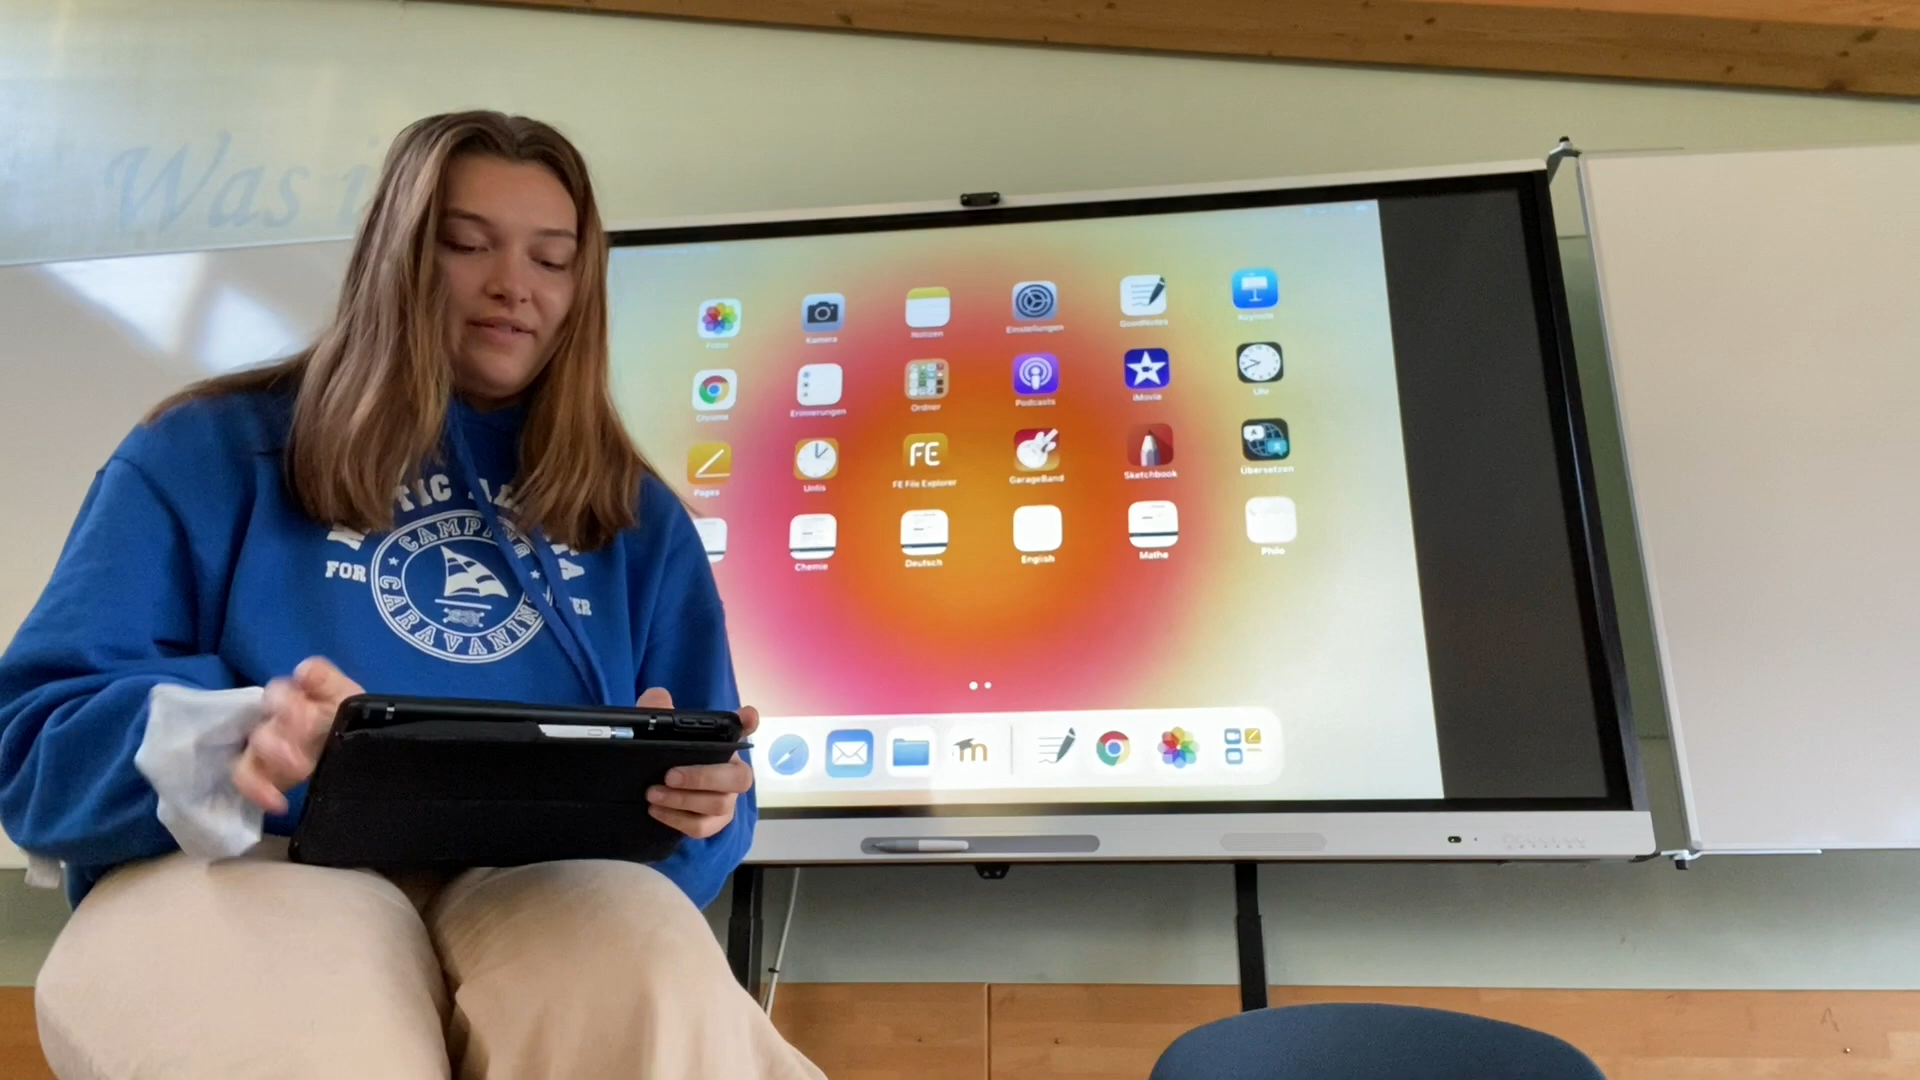 Was i
Fotos Kamera Notizen Einstellungen GoodNotes Keynote
Chrome Erinnerungen Ordner Podcasts iMovie Uhr
FE
Pages Untis FE File Explorer GarageBand Sketchbook Übersetzen
Chemie Deutsch English Mathe Philo
m
FOR
CAMPING
CARAVANING